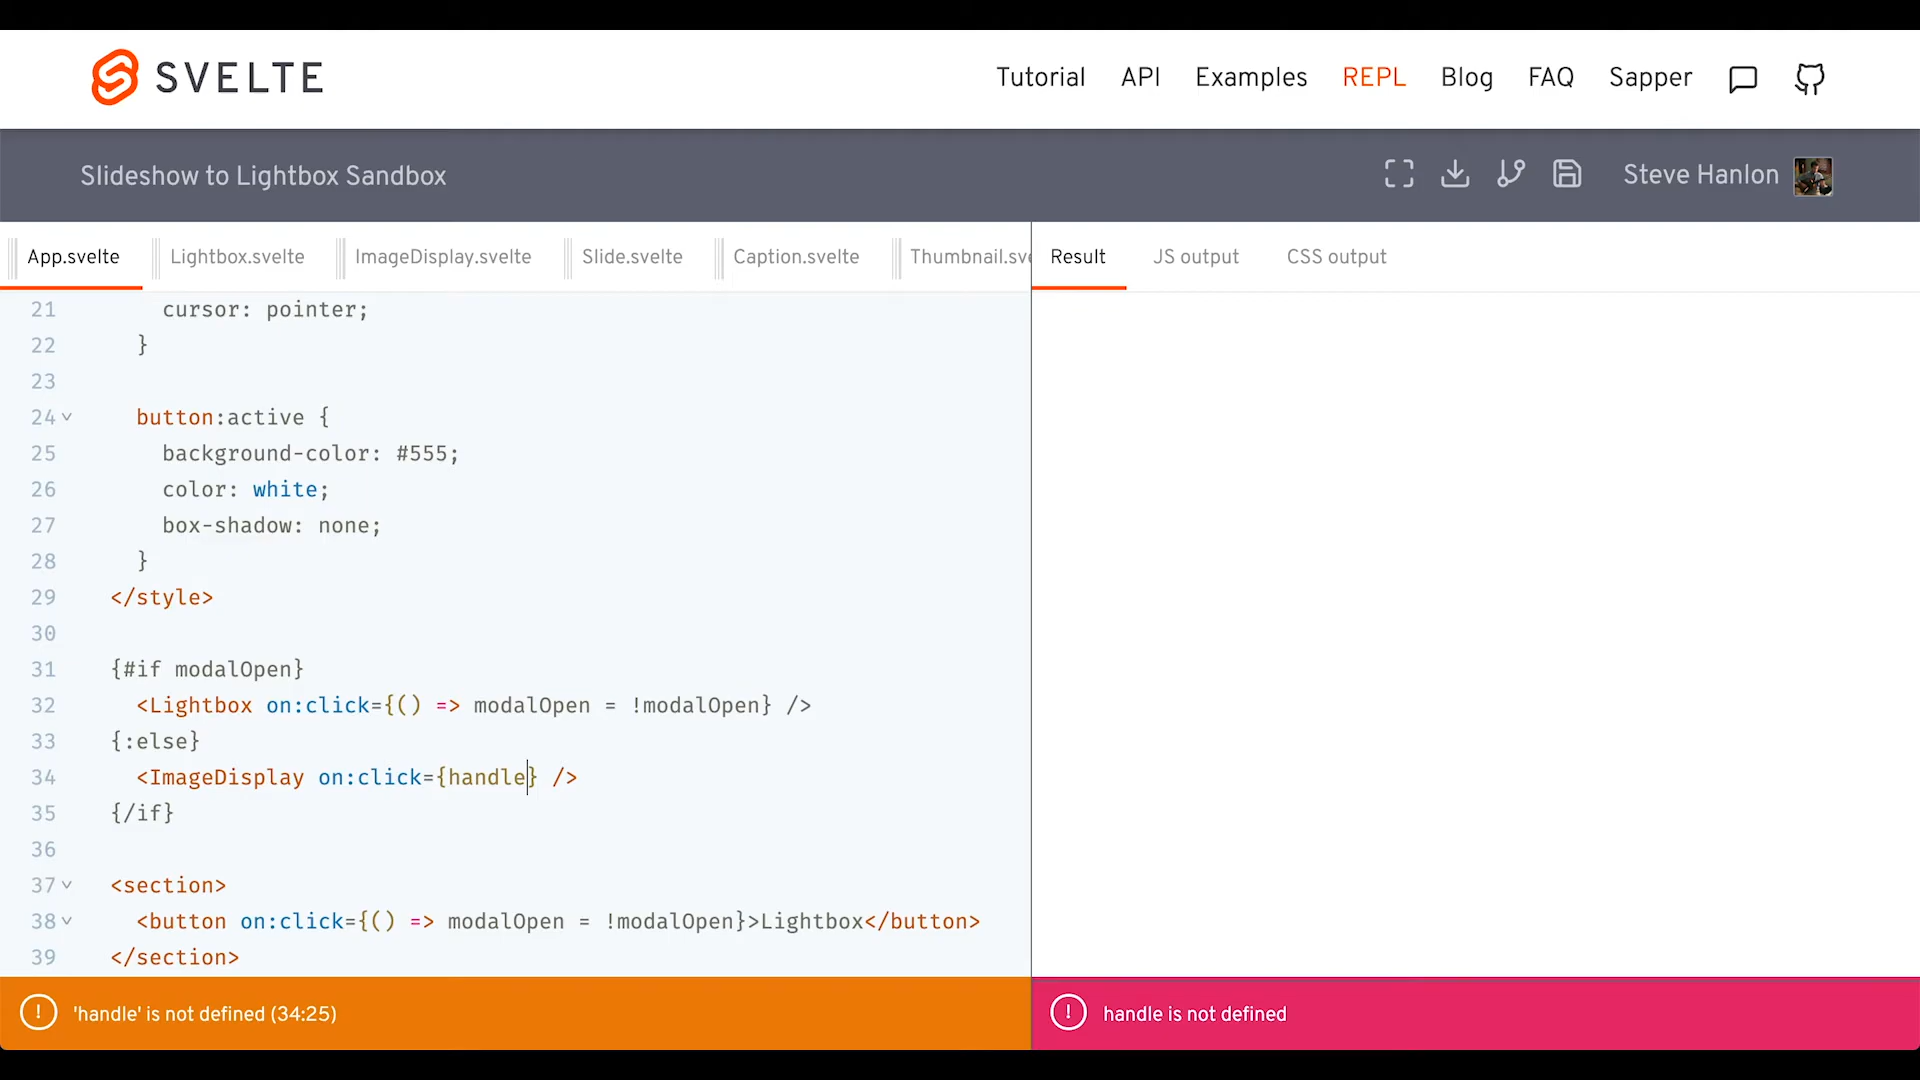 SVELTE
Tutorial API Examples REPL Blog FAQ Sapper
Slideshow to Lightbox Sandbox
Steve Hanlon
App.svelte Lightbox.svelte ImageDisplay.svelte Slide.svelte Caption.svelte Thumbnail.sve
Result JS output CSS output
21 cursor: pointer;
22 }
23
24 button:active {
25 background-color: #555;
26 color: white;
27 box-shadow: none;
28 }
29 </style>
30
31 {#if modalOpen}
32 <Lightbox on:click={() => modalOpen = !modalOpen} />
33 {:else}
34 <ImageDisplay on:click={handle} />
35 {/if}
36
37 <section>
38 <button on:click={() => modalOpen = !modalOpen}>Lightbox</button>
39 </section>
'handle' is not defined (34:25)
handle is not defined